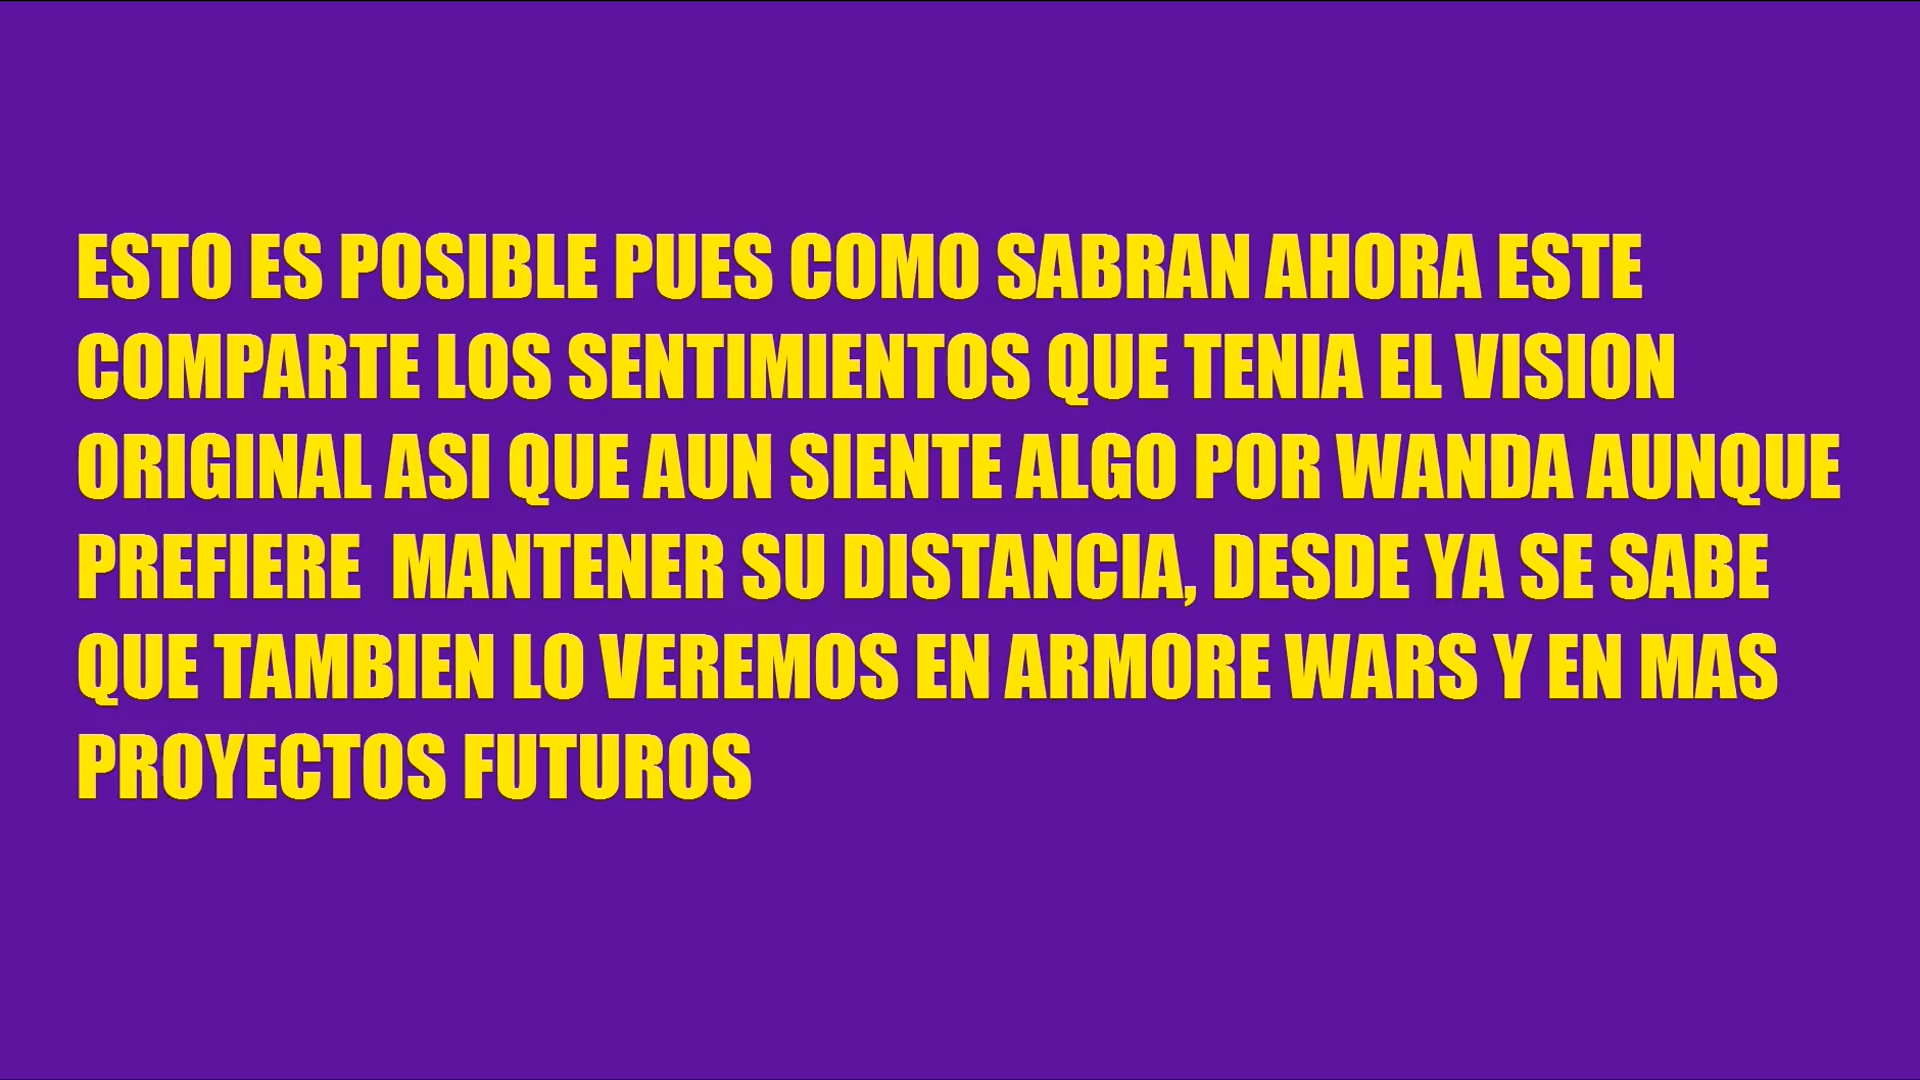 ESTO ES POSIBLE PUES COMO SABRAN AHORA ESTE
COMPARTE LOS SENTIMIENTOS QUE TENIA EL VISION
ORIGINAL ASI QUE AUN SIENTE ALGO POR WANDA AUNQUE
PREFIERE  MANTENER SU DISTANCIA, DESDE YA SE SABE
QUE TAMBIEN LO VEREMOS EN ARMORE WARS Y EN MAS
PROYECTOS FUTUROS